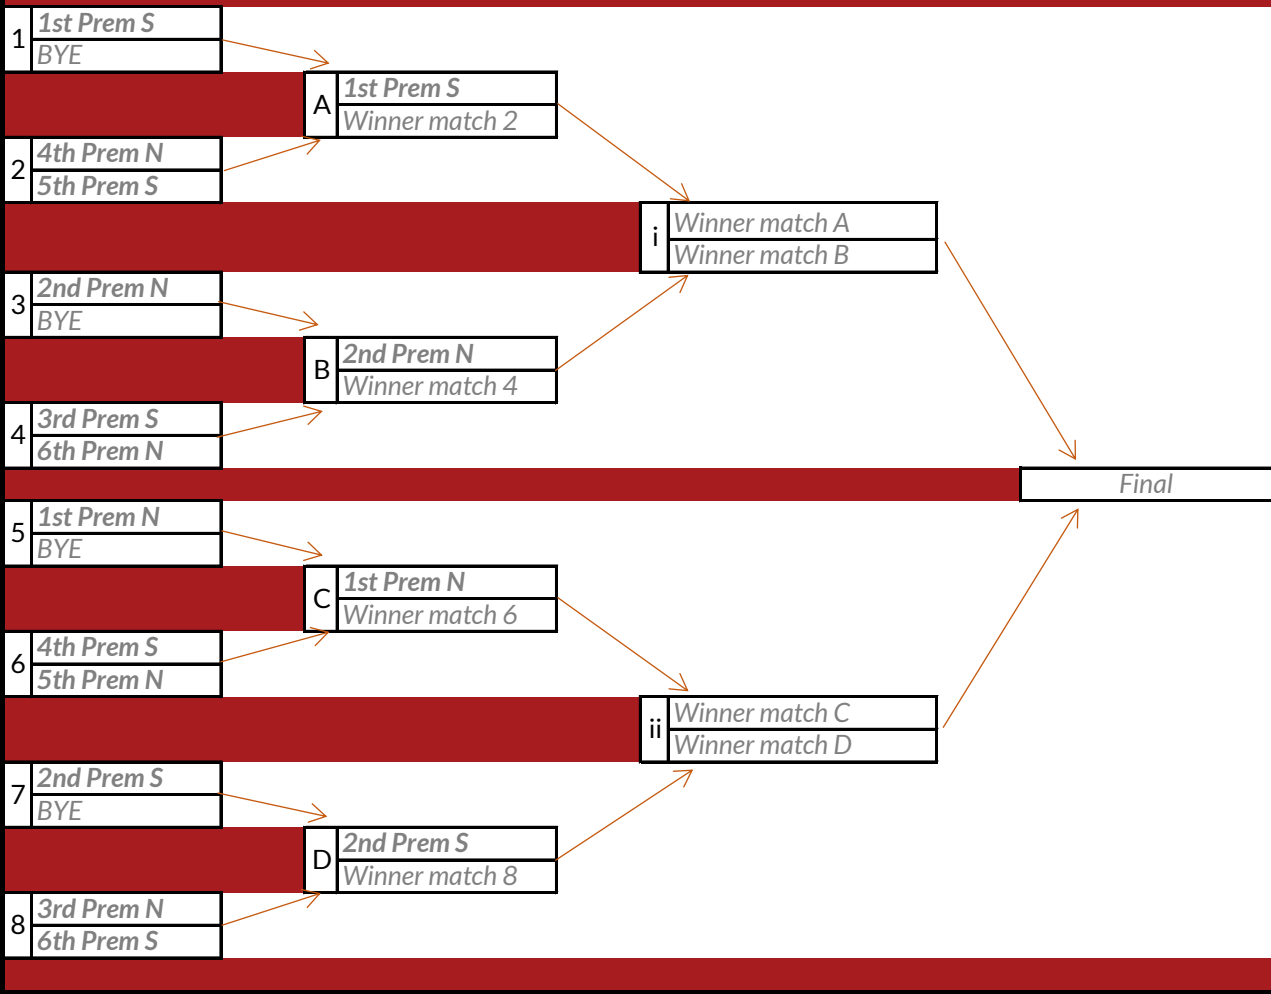 1
1st Prem S
BYE
A
1st Prem S
Winner match 2
2
4th Prem N
5th Prem S
i
Winner match A
Winner match B
3
2nd Prem N
BYE
B
2nd Prem N
Winner match 4
4
3rd Prem S
6th Prem N
Final
5
1st Prem N
BYE
C
1st Prem N
Winner match 6
6
4th Prem S
5th Prem N
ii
Winner match C
Winner match D
7
2nd Prem S
BYE
D
2nd Prem S
Winner match 8
8
3rd Prem N
6th Prem S